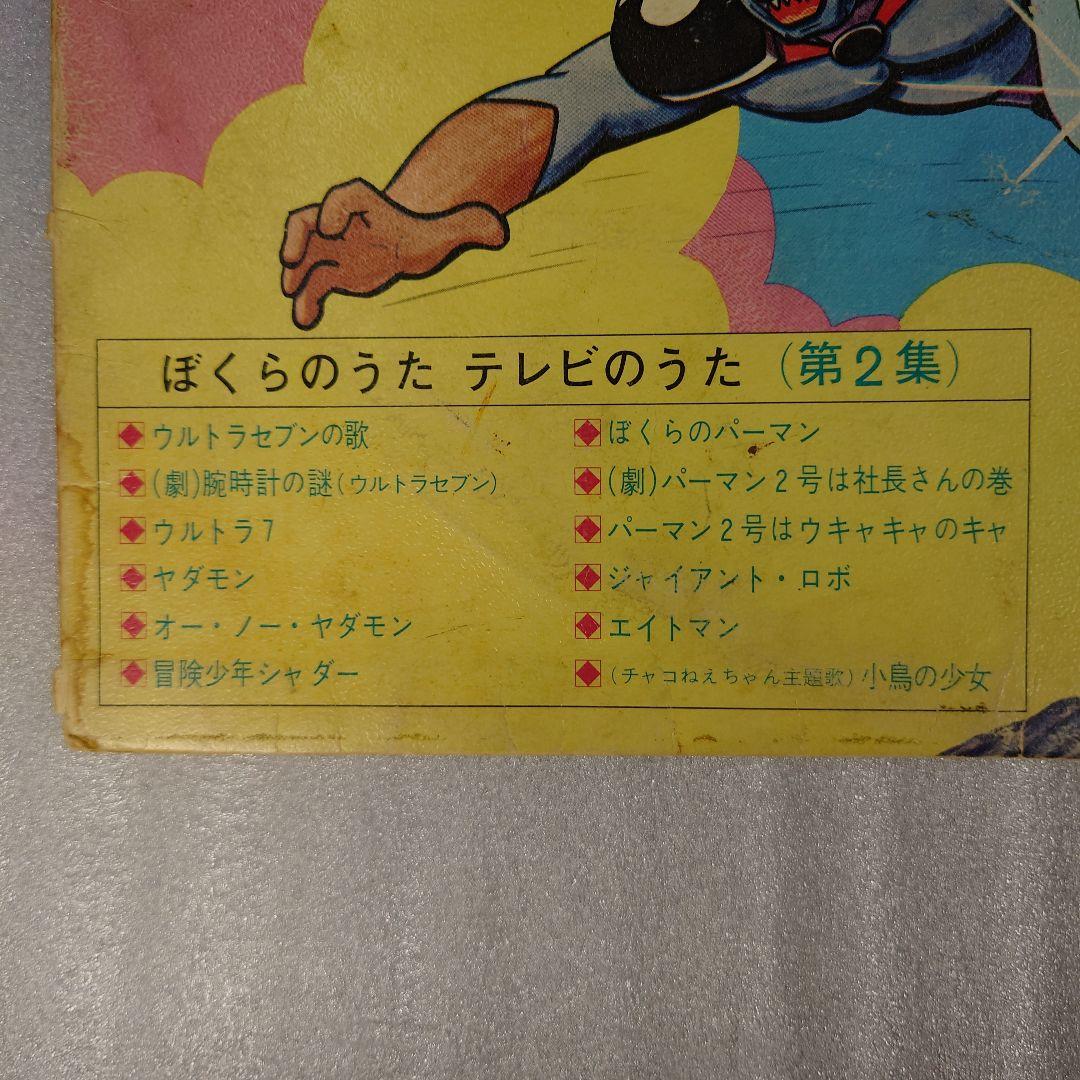 ぼくらのうた テレビのうた (第2集)
ウルトラセブンの歌
(劇)腕時計の謎(ウルトラセブン)
ウルトラ7
ヤダモン
オー・ノー・ヤダモン
冒険少年シャダー
ぼくらのパーマン
(劇)パーマン2号は社長さんの巻
パーマン2号はウキャキャのキャ
ジャイアント・ロボ
エイトマン
(チャコねえちゃん主題歌)小鳥の少女